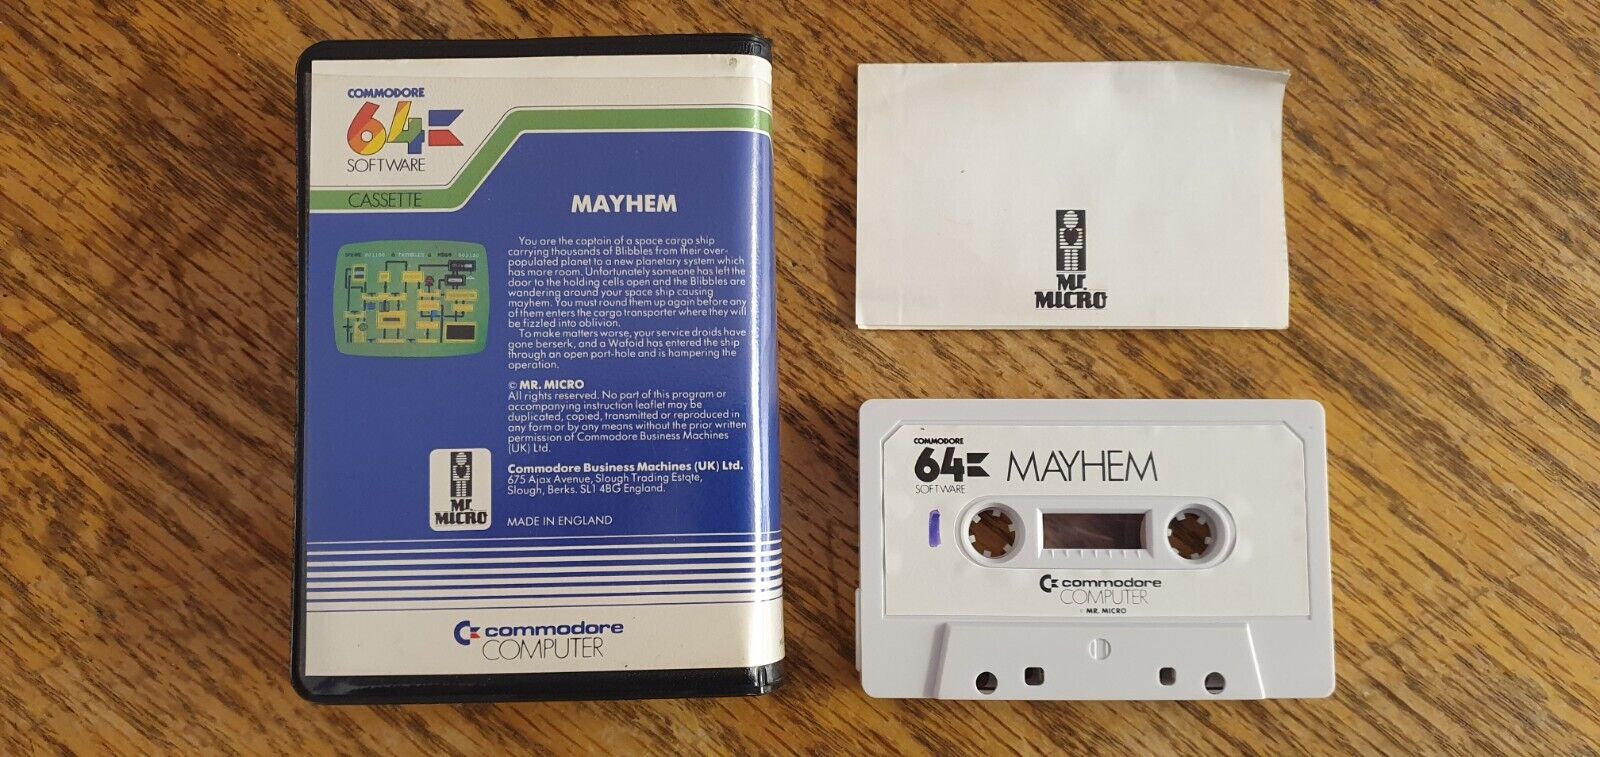 COMMODORE
64
SOFTWARE
CASSETTE
MAYHEM
You are the captain of a space cargo ship
carrying thousands of Blibbles from their over-
populated planet to a new planetary system which
has more room. Unfortunately someone has left the
door to the holding cells open and the Blibbles are
wandering around your space ship causing
mayhem. You must round them up again before any
of them enters the cargo transporter where they will
be fizzled into oblivion.
To make matters worse, your service droids have
gone berserk, and a Wafoid has entered the ship
through an open port-hole and is hampering the
operation.
© MR. MICRO
All rights reserved. No part of this program or
accompanying instruction leaflet may be
duplicated, copied, transmitted or reproduced in
any form or by any means without the prior written
permission of Commodore Business Machines
(UK) Ltd.
Commodore Business Machines (UK) Ltd.
675 Ajax Avenue, Slough Trading Estate,
Slough, Berks. SL1 4BG England.
MADE IN ENGLAND
Mr.
MICRO
commodore
COMPUTER
Mr.
MICRO
COMMODORE
64
SOFTWARE
MAYHEM
1
commodore
COMPUTER
© MR. MICRO